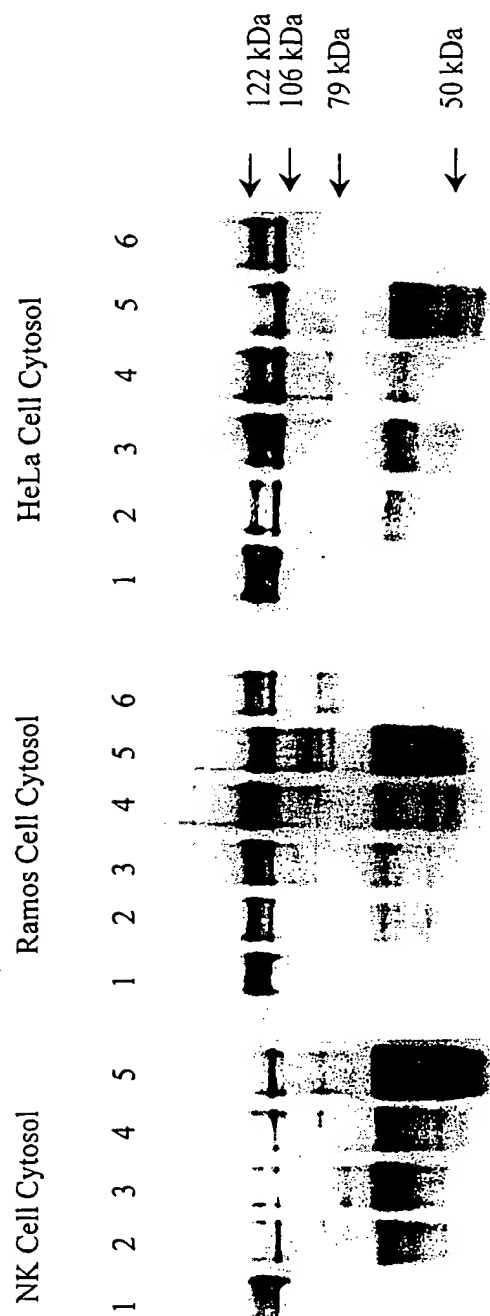 NK Cell Cytosol
1 2 3 4 5
Ramos Cell Cytosol
1 2 3 4 5 6
HeLa Cell Cytosol
1 2 3 4 5 6
122 kDa
106 kDa
79 kDa
50 kDa